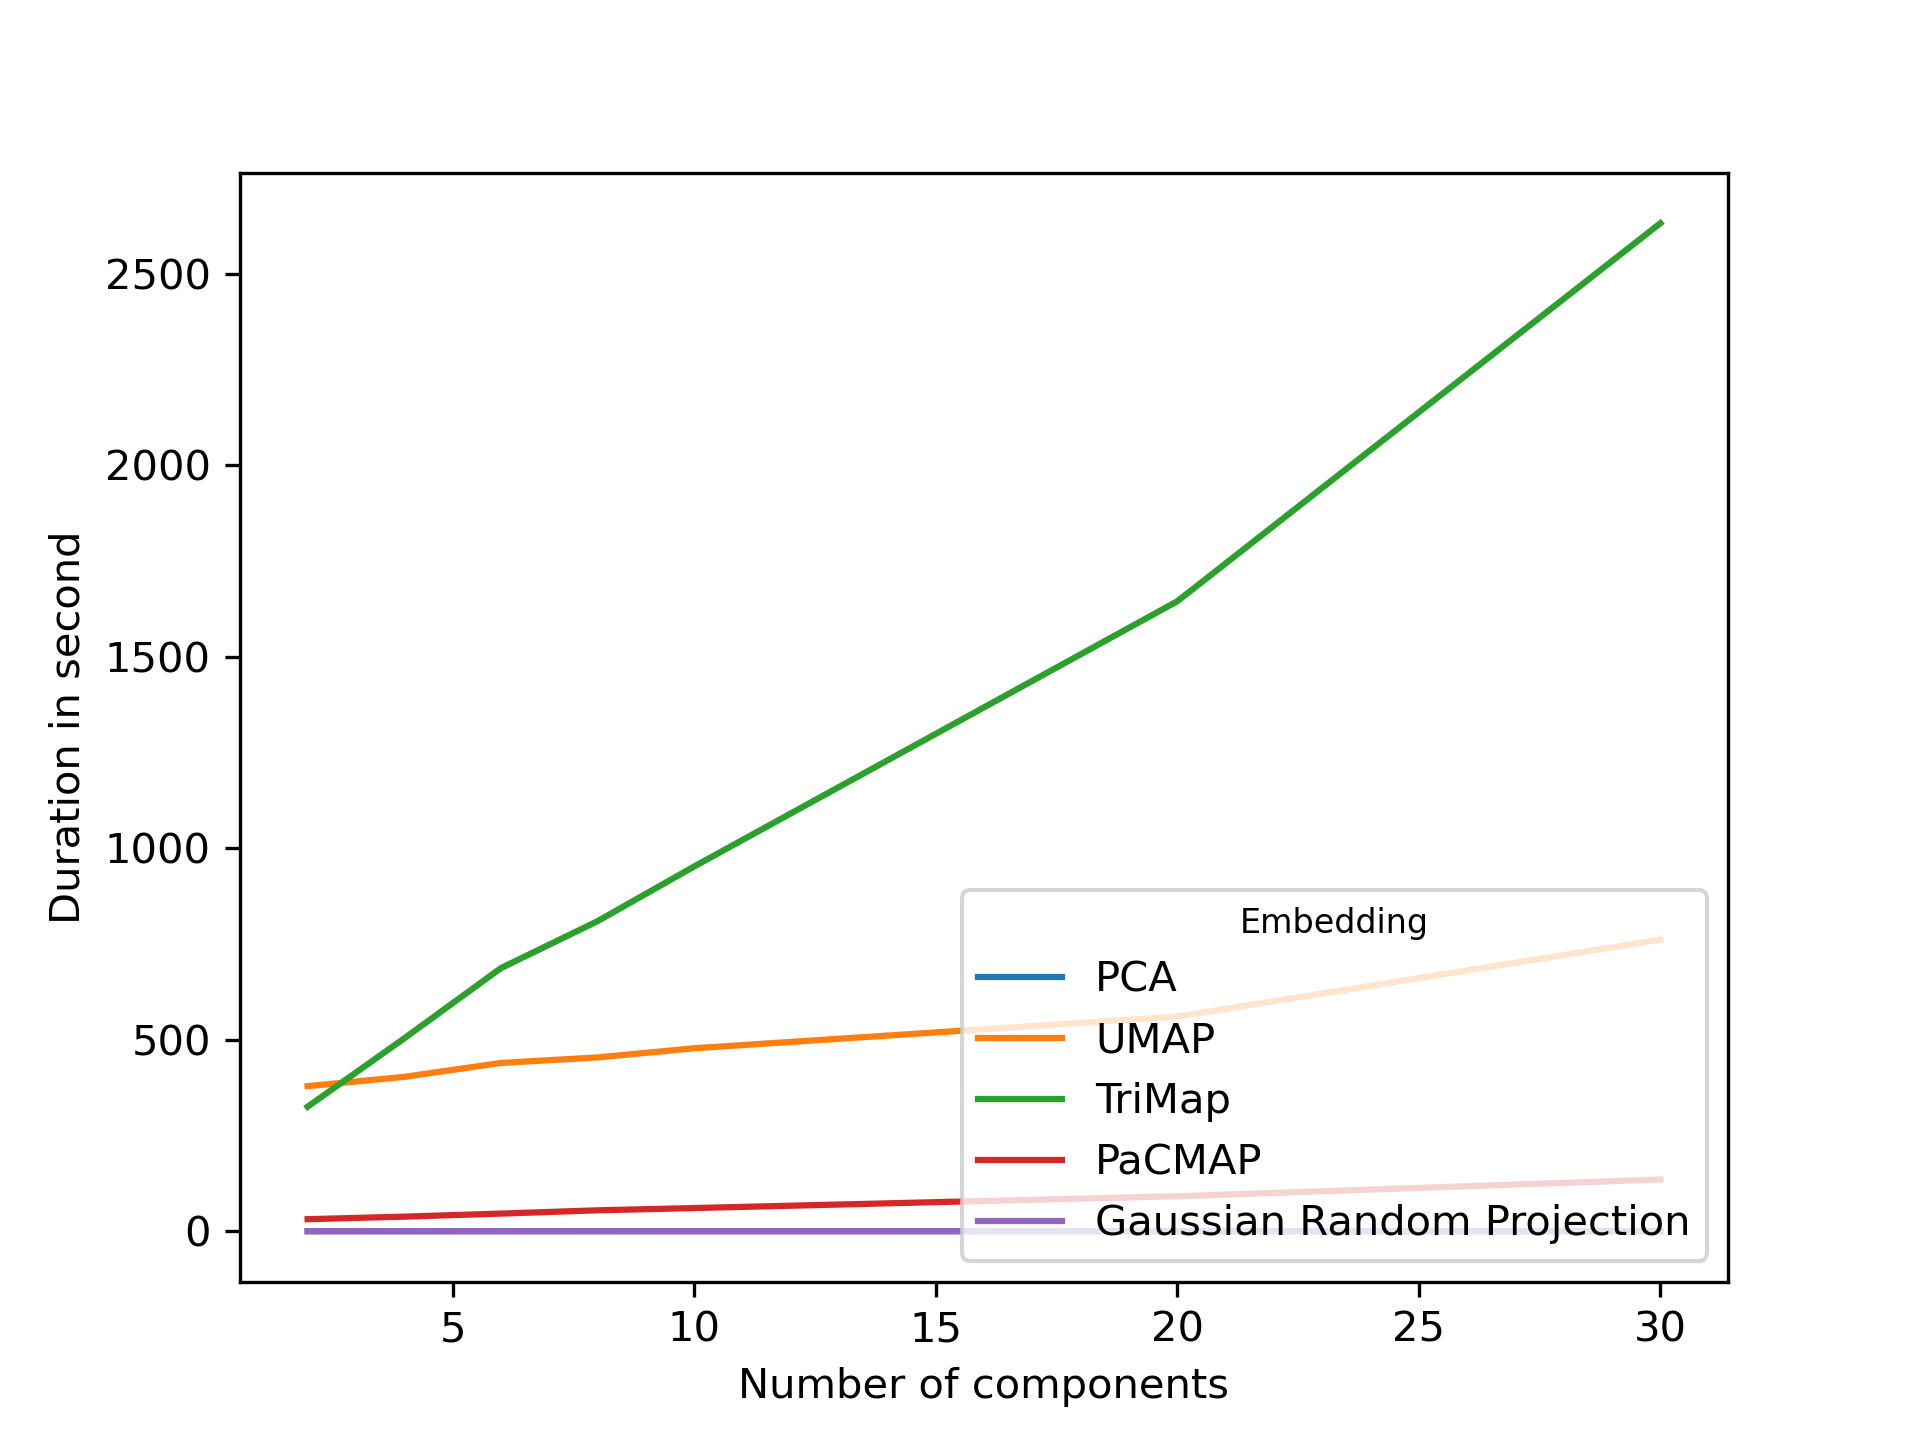 2500
2000
1500
1000
500
0
Duration in second
Embedding
PCA
UMAP
TriMap
PaCMAP
Gaussian Random Projection
5 10 15 20 25 30
Number of components